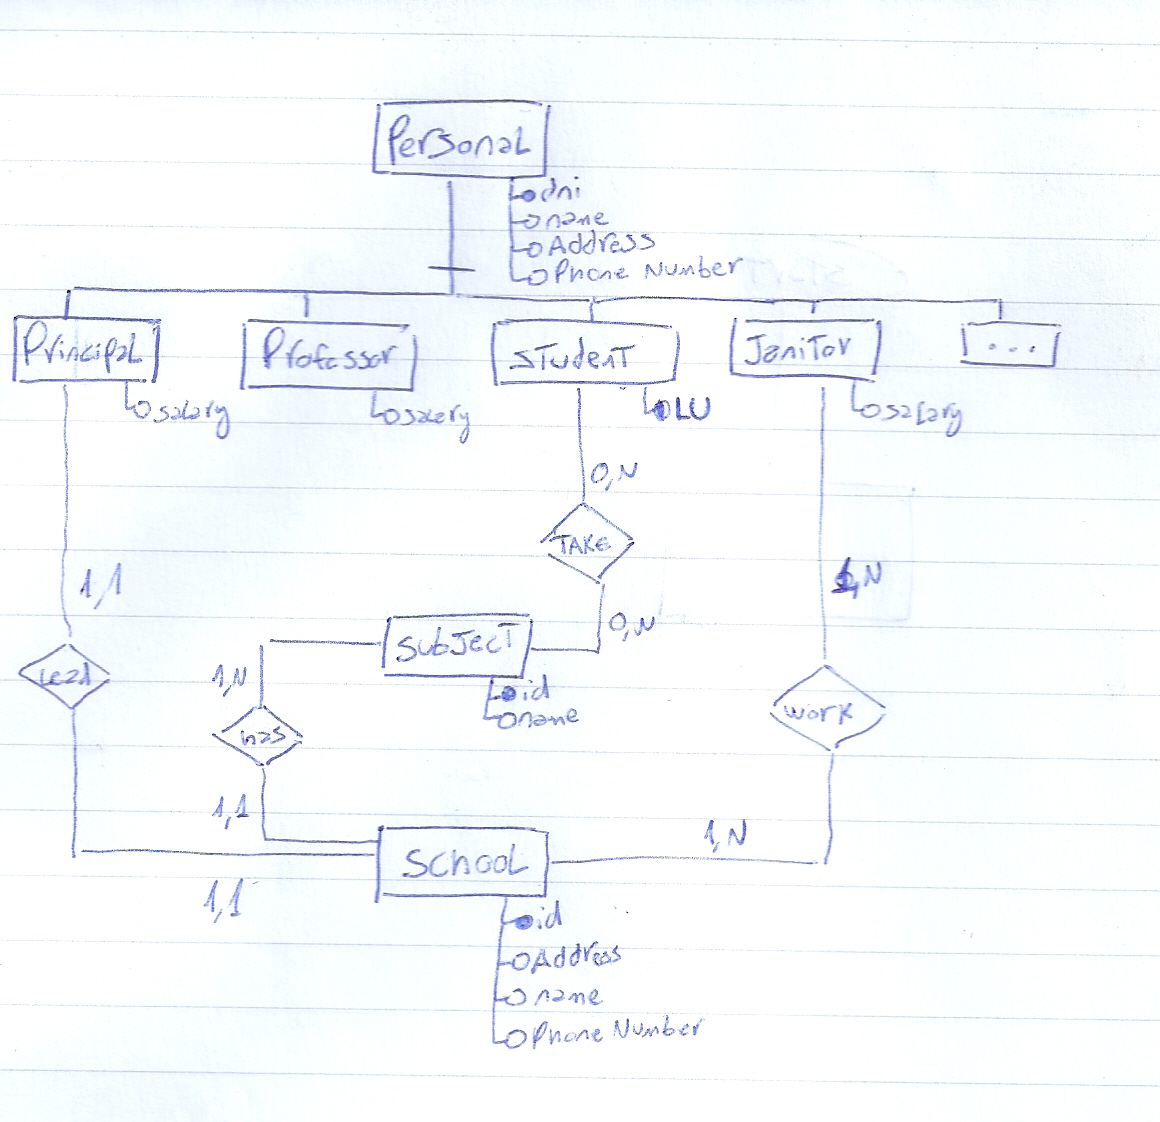 Personal
dni
name
Address
Phone Number
Principal
Professor
Student
Janitor
...
salary
salary
LU
salary
0,N
TAKE
1,1
1,N
0,N
Subject
lead
1,N
id
name
work
has
1,1
1,N
School
1,1
id
Address
name
Phone Number